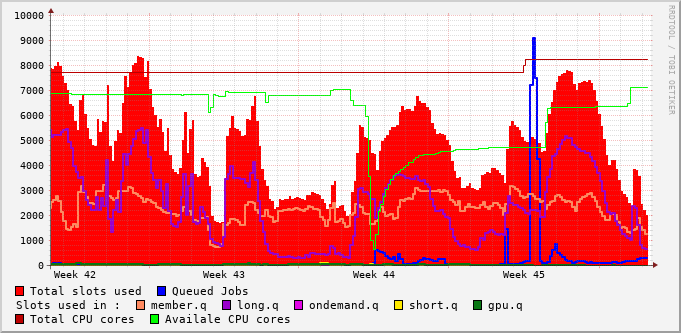 10000
9000
8000
7000
6000
5000
4000
3000
2000
1000
0
Week 42 Week 43 Week 44 Week 45
Total slots used Queued Jobs
Slots used in : member.q long.q ondemand.q short.q gpu.q
Total CPU cores Availale CPU cores
RRDTOOL / TOBI OETIKER